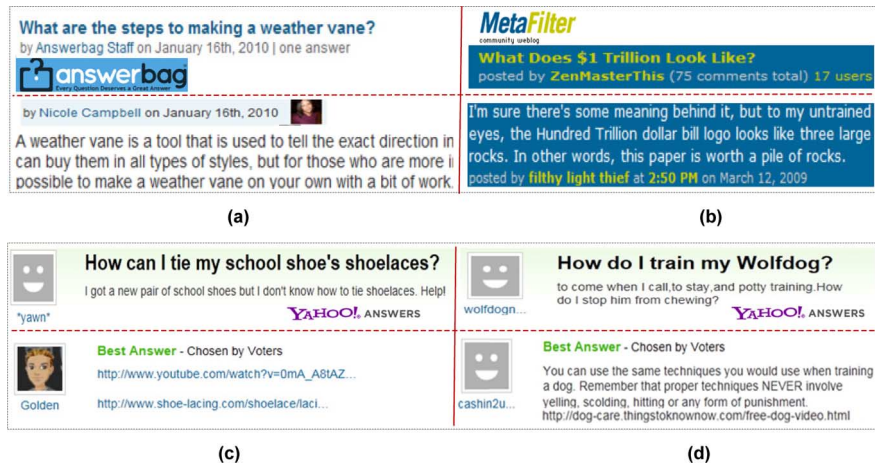 What are the steps to making a weather vane?
by Answerbag Staff on January 16th, 2010 | one answer
answerbag
Every Question Deserves a Great Answer
by Nicole Campbell on January 16th, 2010
A weather vane is a tool that is used to tell the exact direction in
can buy them in all types of styles, but for those who are more i
possible to make a weather vane on your own with a bit of work.
(a)
MetaFilter
community weblog
What Does $1 Trillion Look Like?
posted by ZenMasterThis (75 comments total) 17 users
I'm sure there's some meaning behind it, but to my untrained
eyes, the Hundred Trillion dollar bill logo looks like three large
rocks. In other words, this paper is worth a pile of rocks.
posted by filthy light thief at 2:50 PM on March 12, 2009
(b)
How can I tie my school shoe's shoelaces?
I got a new pair of school shoes but I don't know how to tie shoelaces. Help!
*yawn*
YAHOO! ANSWERS
Best Answer - Chosen by Voters
http://www.youtube.com/watch?v=0mA_A8tAZ...
http://www.shoe-lacing.com/shoelace/laci...
Golden
(c)
How do I train my Wolfdog?
to come when I call,to stay,and potty training.How
do I stop him from chewing?
wolfdogn...
YAHOO! ANSWERS
Best Answer - Chosen by Voters
You can use the same techniques you would use when training
a dog. Remember that proper techniques NEVER involve
yelling, scolding, hitting or any form of punishment.
http://dog-care.thingstoknownow.com/free-dog-video.html
cashin2u...
(d)